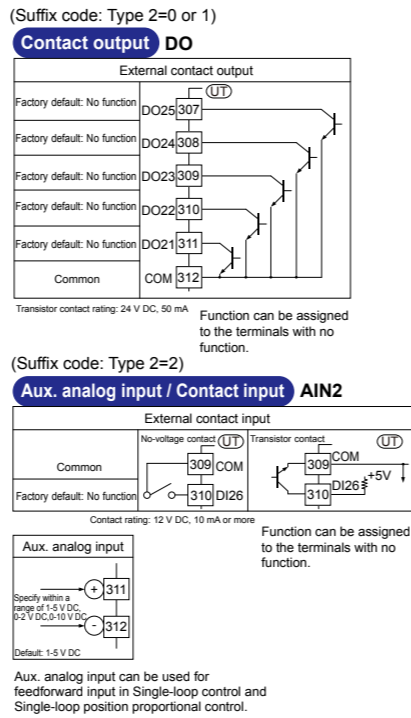 (Suffix code: Type 2=0 or 1)
Contact output DO
External contact output
UT
Factory default: No function DO25 307
Factory default: No function DO24 308
Factory default: No function DO23 309
Factory default: No function DO22 310
Factory default: No function DO21 311
Common COM 312
Transistor contact rating: 24 V DC, 50 mA
Function can be assigned
to the terminals with no
function.
(Suffix code: Type 2=2)
Aux. analog input / Contact input AIN2
External contact input
No-voltage contact UT Transistor contact UT
Common 309 COM 309 COM
Factory default: No function 310 DI26 310 DI26 +5V
Contact rating: 12 V DC, 10 mA or more
Function can be assigned
to the terminals with no
function.
Aux. analog input
+ 311
Specify within a
range of 1-5 V DC,
0-2 V DC,0-10 V DC
- 312
Default: 1-5 V DC
Aux. analog input can be used for
feedforward input in Single-loop control and
Single-loop position proportional control.